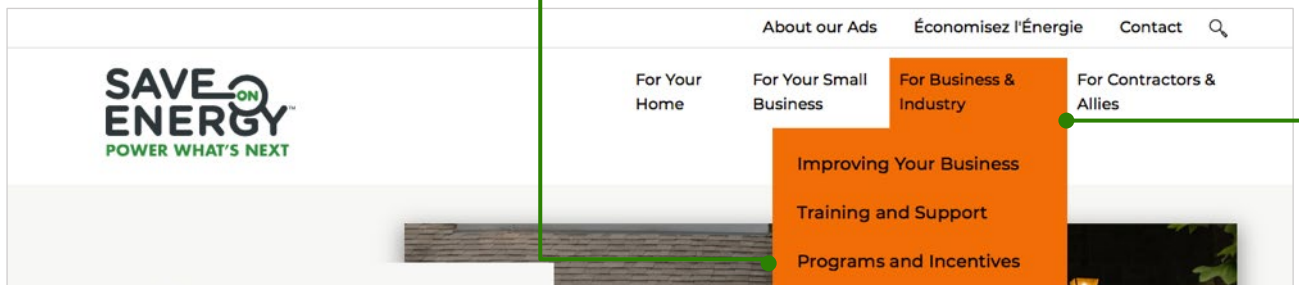 About our Ads Économisez l'Énergie Contact
SAVE ON
ENERGY™
POWER WHAT'S NEXT
For Your
Home
For Your Small
Business
For Business &
Industry
For Contractors &
Allies
Improving Your Business
Training and Support
Programs and Incentives